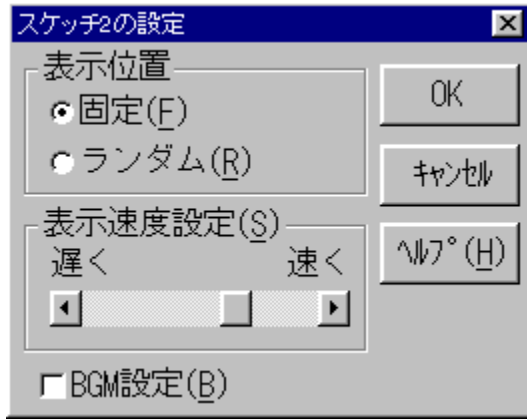 スケッチ2の設定
表示位置
固定(F)
ランダム(R)
表示速度設定(S)
遅く 速く
BGM設定(B)
OK
ｷｬﾝｾﾙ
ﾍﾙﾌﾟ(H)